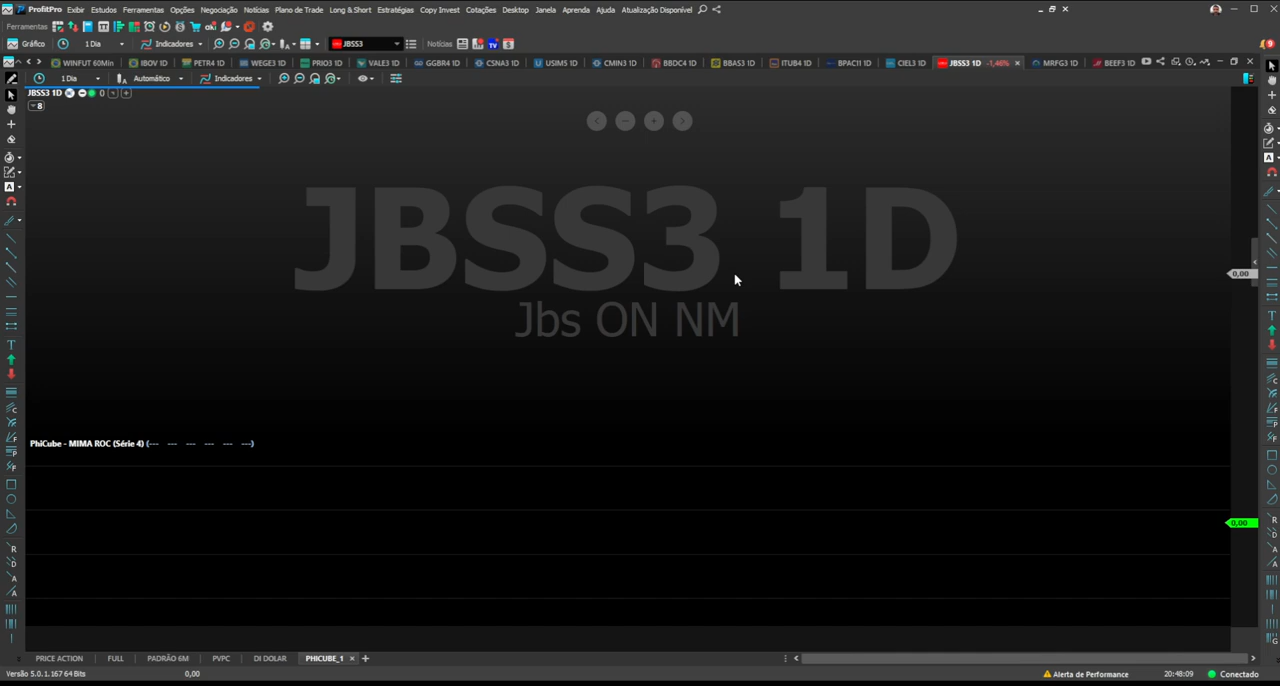 ProfitPro Exibir Estudos Ferramentas Opções Negociação Notícias Plano de Trade Long & Short Estratégias Copy Invest Cotações Desktop Janela Aprenda Ajuda Atualização Disponível
Ferramentas
Gráfico 1 Dia Indicadores JBSS3 Notícias 9
WINFUT 60Min IBOV 1D PETR4 1D WEGE3 1D PRIO3 1D VALE3 1D GGBR4 1D CSNA3 1D USIM5 1D CMIN3 1D BBDC4 1D BBAS3 1D ITUB4 1D BPAC11 1D CIEL3 1D JBSS3 1D -1,46% MRFG3 1D BEEF3 1D
1 Dia Automático Indicadores
JBSS3 1D 0
8
JBSS3 1D
Jbs ON NM
0,00
PhiCube - MIMA ROC (Série 4) (--- --- --- --- --- ---)
0,00
PRICE ACTION FULL PADRÃO 6M PVPC DI DOLAR PHICUBE_1
Versão 5.0.1.167 64 Bits 0,00 Alerta de Performance 20:48:09 Conectado